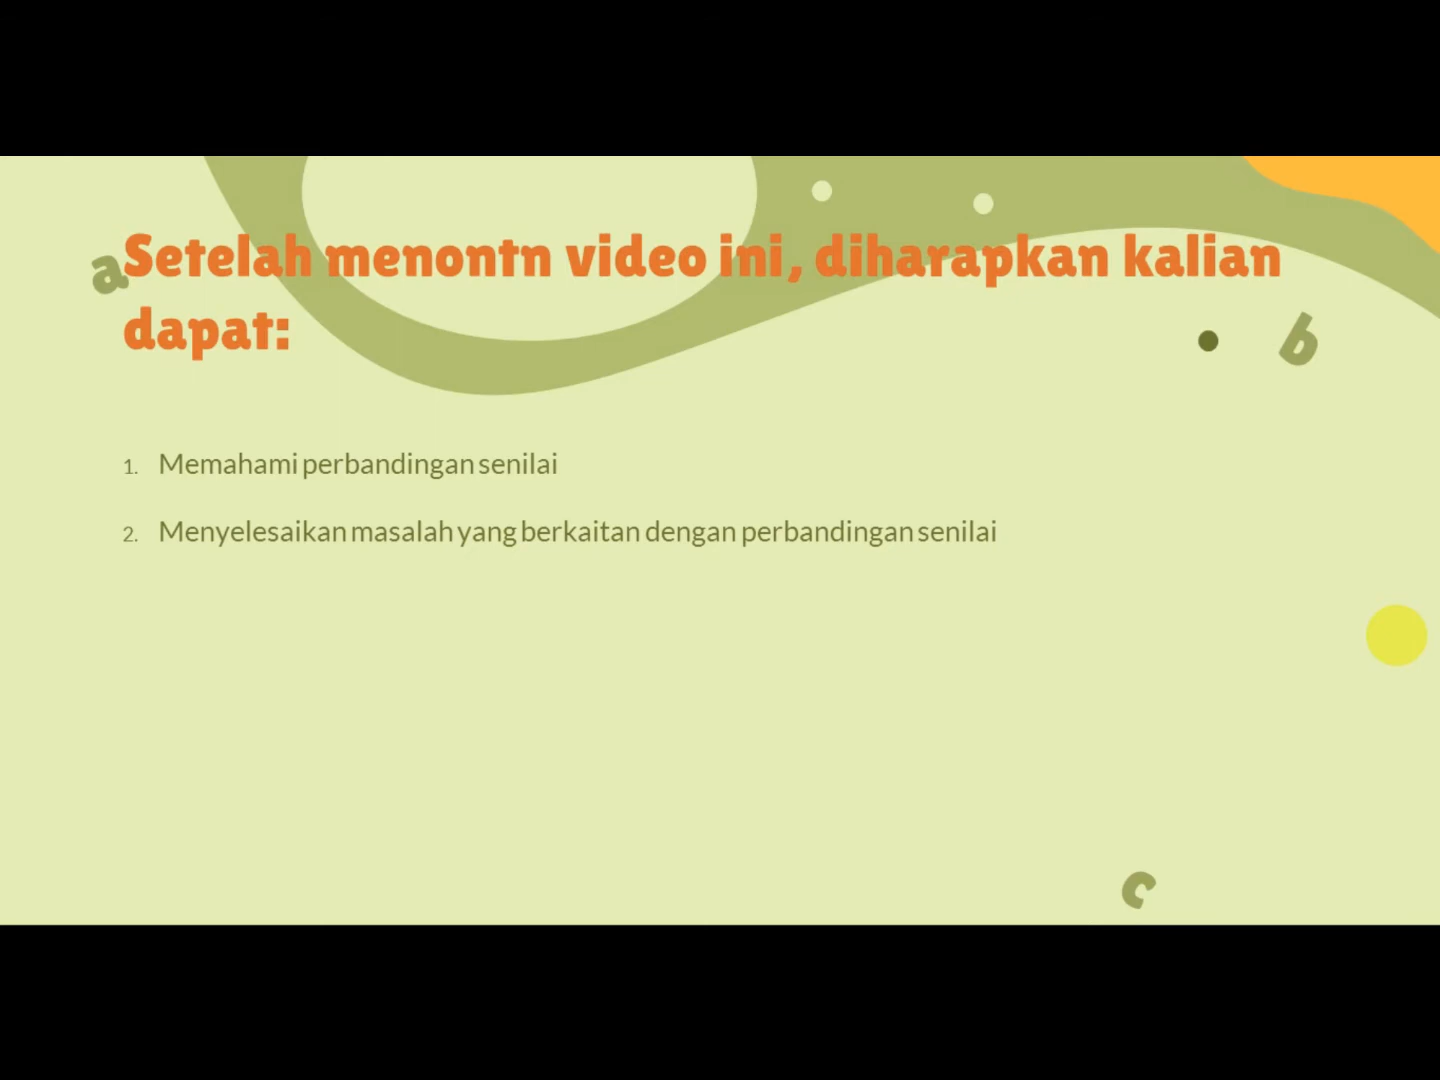 a
Setelah menontn video ini, diharapkan kalian
dapat:
b
1. Memahami perbandingan senilai
2. Menyelesaikan masalah yang berkaitan dengan perbandingan senilai
c